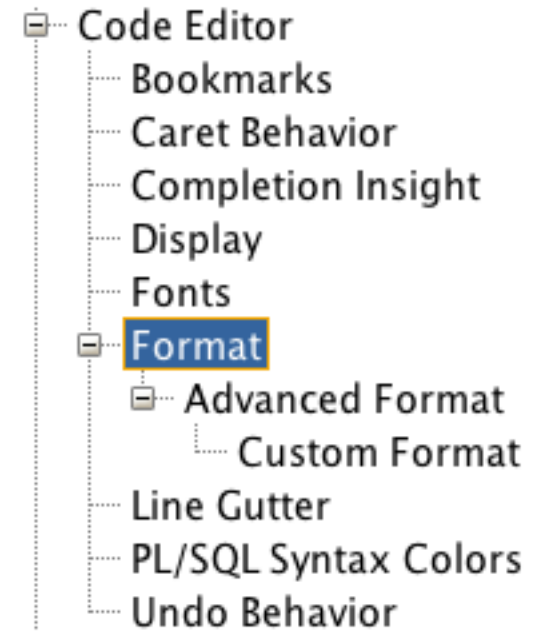 Code Editor
Bookmarks
Caret Behavior
Completion Insight
Display
Fonts
Format
Advanced Format
Custom Format
Line Gutter
PL/SQL Syntax Colors
Undo Behavior